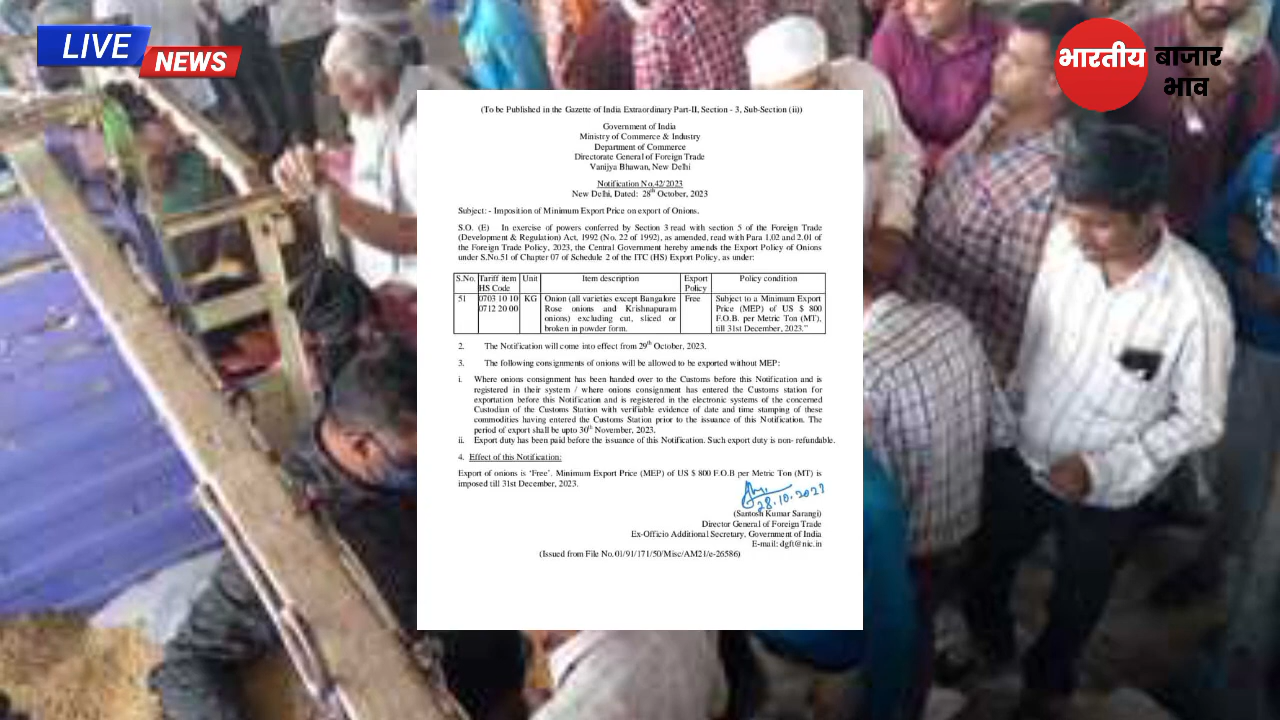 LIVE
NEWS
भारतीय बाजार
भाव
(To be Published in the Gazette of India Extraordinary Part-II, Section - 3, Sub-Section (ii))
Government of India
Ministry of Commerce & Industry
Department of Commerce
Directorate General of Foreign Trade
Vanijya Bhawan, New Delhi
Notification No.42/2023
New Delhi, Dated: 28th October, 2023
Subject: - Imposition of Minimum Export Price on export of Onions.
S.O. (E) In exercise of powers conferred by Section 3 read with section 5 of the Foreign Trade
(Development & Regulation) Act, 1992 (No. 22 of 1992), as amended, read with Para 1.02 and 2.01 of
the Foreign Trade Policy, 2023, the Central Government hereby amends the Export Policy of Onions
under S.No.51 of Chapter 07 of Schedule 2 of the ITC (HS) Export Policy, as under:
S.No. Tariff item Unit Item description Export Policy condition
HS Code Policy
51 0703 10 10 KG Onion (all varieties except Bangalore Free Subject to a Minimum Export
0712 20 00 Rose onions and Krishnapuram Price (MEP) of US $ 800
onions) excluding cut, sliced or F.O.B. per Metric Ton (MT),
broken in powder form. till 31st December, 2023."
2. The Notification will come into effect from 29th October, 2023.
3. The following consignments of onions will be allowed to be exported without MEP:
i. Where onions consignment has been handed over to the Customs before this Notification and is
registered in their system / where onions consignment has entered the Customs station for
exportation before this Notification and is registered in the electronic systems of the concerned
Custodian of the Customs Station with verifiable evidence of date and time stamping of these
commodities having entered the Customs Station prior to the issuance of this Notification. The
period of export shall be upto 30th November, 2023.
ii. Export duty has been paid before the issuance of this Notification. Such export duty is non- refundable.
4. Effect of this Notification:
Export of onions is 'Free'. Minimum Export Price (MEP) of US $ 800 F.O.B per Metric Ton (MT) is
imposed till 31st December, 2023.
28.10.2023
(Santosh Kumar Sarangi)
Director General of Foreign Trade
Ex-Officio Additional Secretary, Government of India
E-mail: dgft@nic.in
(Issued from File No.01/91/171/50/Misc/AM21/e-26586)